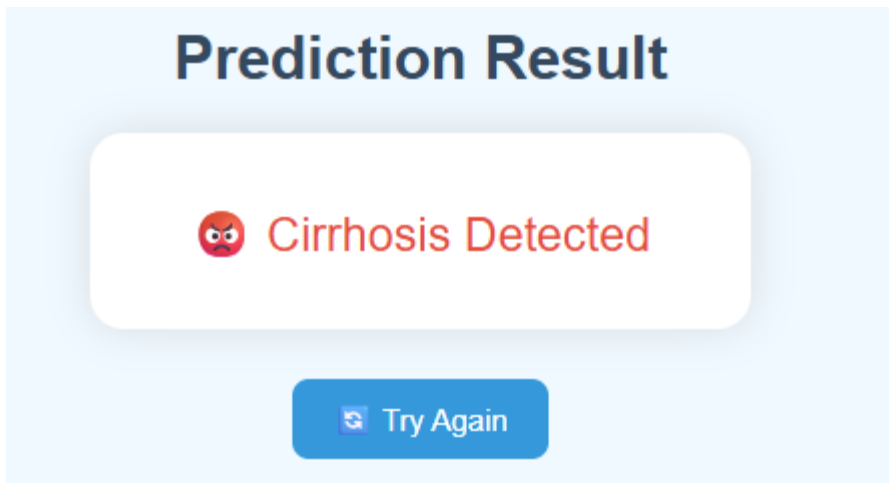 Prediction Result
😡 Cirrhosis Detected
🔄 Try Again